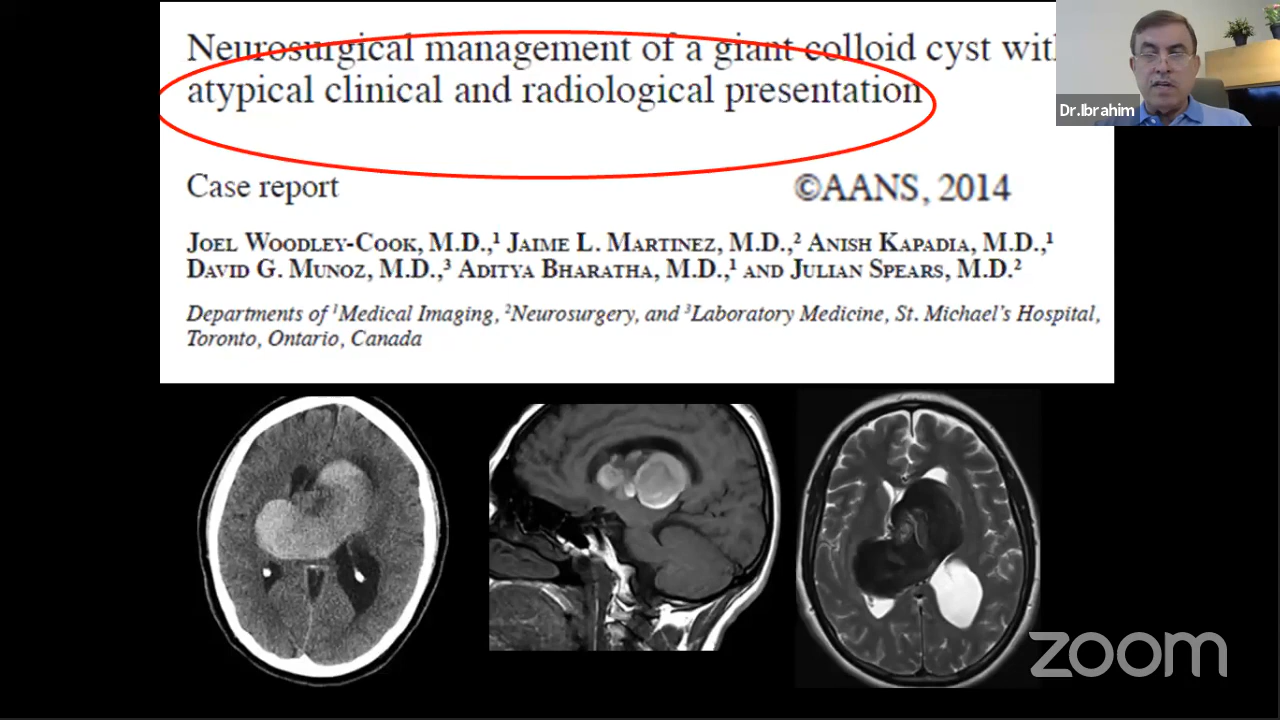 Neurosurgical management of a giant colloid cyst wit
atypical clinical and radiological presentation
Dr.Ibrahim
Case report
©AANS, 2014
JOEL WOODLEY-COOK, M.D.,¹ JAIME L. MARTINEZ, M.D.,² ANISH KAPADIA, M.D.,¹
DAVID G. MUNOZ, M.D.,³ ADITYA BHARATHA, M.D.,¹ AND JULIAN SPEARS, M.D.²
Departments of ¹Medical Imaging, ²Neurosurgery, and ³Laboratory Medicine, St. Michael's Hospital,
Toronto, Ontario, Canada
zoom